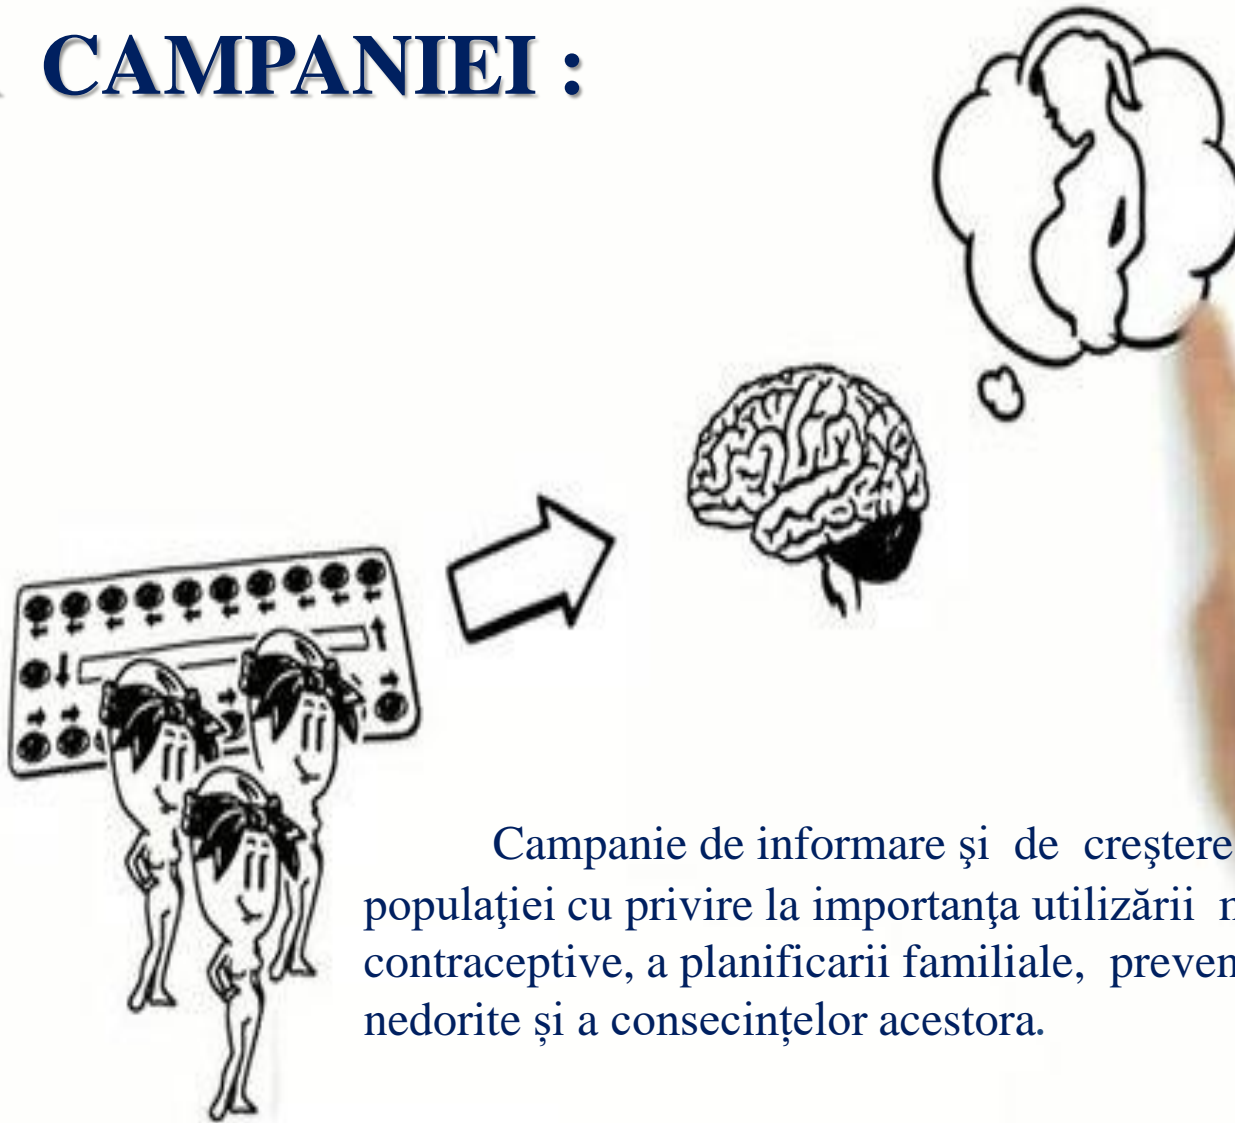 CAMPANIEI :
Campanie de informare şi de creştere
populaţiei cu privire la importanţa utilizării
contraceptive, a planificarii familiale, preven
nedorite și a consecințelor acestora.